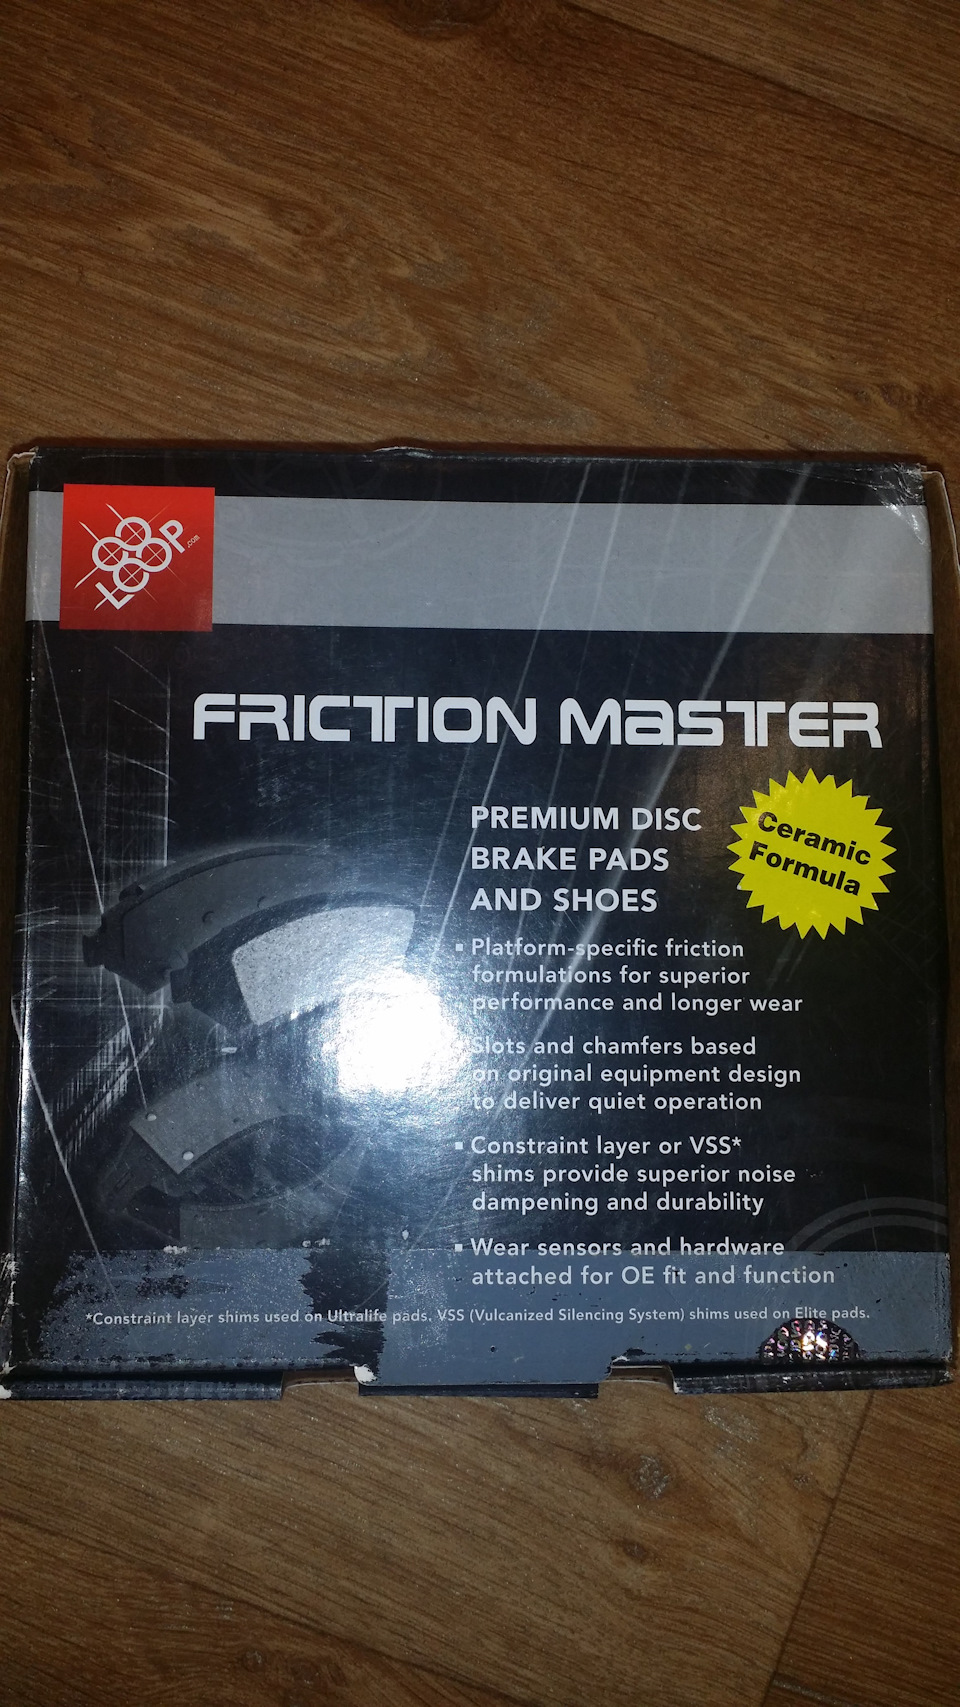 LOOP
.com
FRICTION MASTER
PREMIUM DISC
BRAKE PADS
AND SHOES
Ceramic
Formula
▪ Platform-specific friction
formulations for superior
performance and longer wear
Slots and chamfers based
on original equipment design
to deliver quiet operation
▪ Constraint layer or VSS*
shims provide superior noise
dampening and durability
▪ Wear sensors and hardware
attached for OE fit and function
*Constraint layer shims used on Ultralife pads. VSS (Vulcanized Silencing System) shims used on Elite pads.